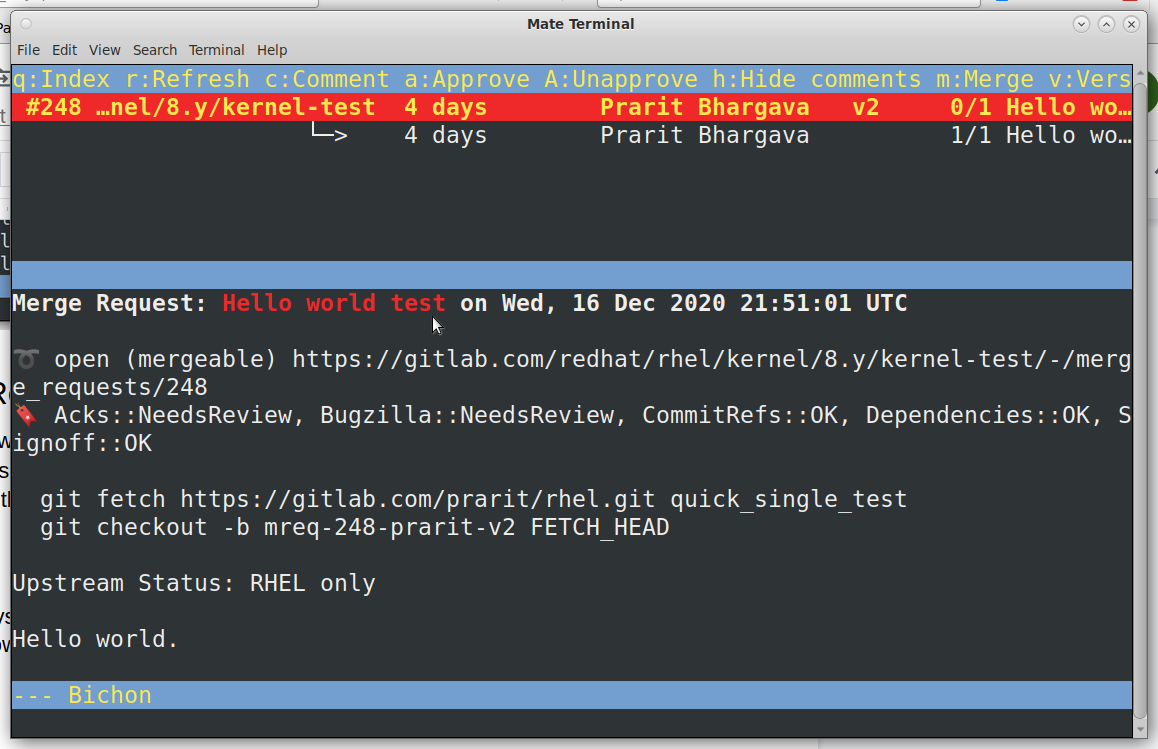 Mate Terminal
File Edit View Search Terminal Help
q:Index r:Refresh c:Comment a:Approve A:Unapprove h:Hide comments m:Merge v:Vers
#248 …nel/8.y/kernel-test 4 days Prarit Bhargava v2 0/1 Hello wo…
└─> 4 days Prarit Bhargava 1/1 Hello wo…
Merge Request: Hello world test on Wed, 16 Dec 2020 21:51:01 UTC
➰ open (mergeable) https://gitlab.com/redhat/rhel/kernel/8.y/kernel-test/-/merg
e_requests/248
🔖 Acks::NeedsReview, Bugzilla::NeedsReview, CommitRefs::OK, Dependencies::OK, S
ignoff::OK
git fetch https://gitlab.com/prarit/rhel.git quick_single_test
git checkout -b mreq-248-prarit-v2 FETCH_HEAD
Upstream Status: RHEL only
Hello world.
--- Bichon